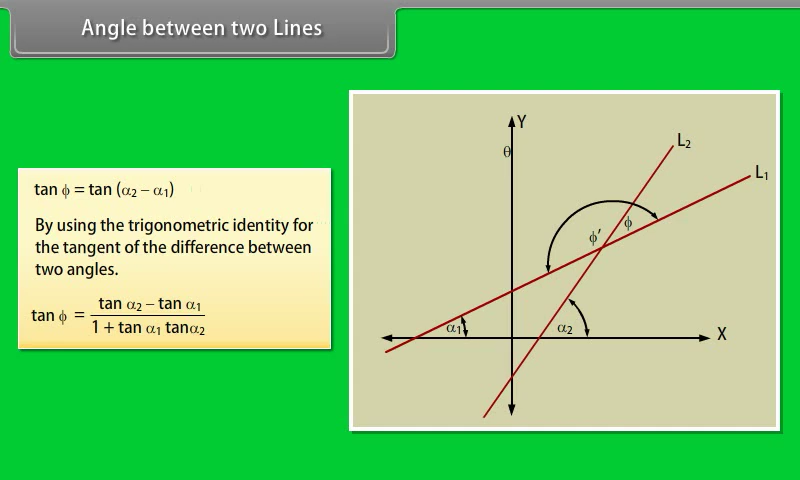 Angle between two Lines
tan ϕ = tan (α₂ – α₁)
By using the trigonometric identity for
the tangent of the difference between
two angles.
tan ϕ = (tan α₂ – tan α₁) / (1 + tan α₁ tanα₂)
Y
θ
L₂
L₁
ϕ
ϕ′
α₁
α₂
X